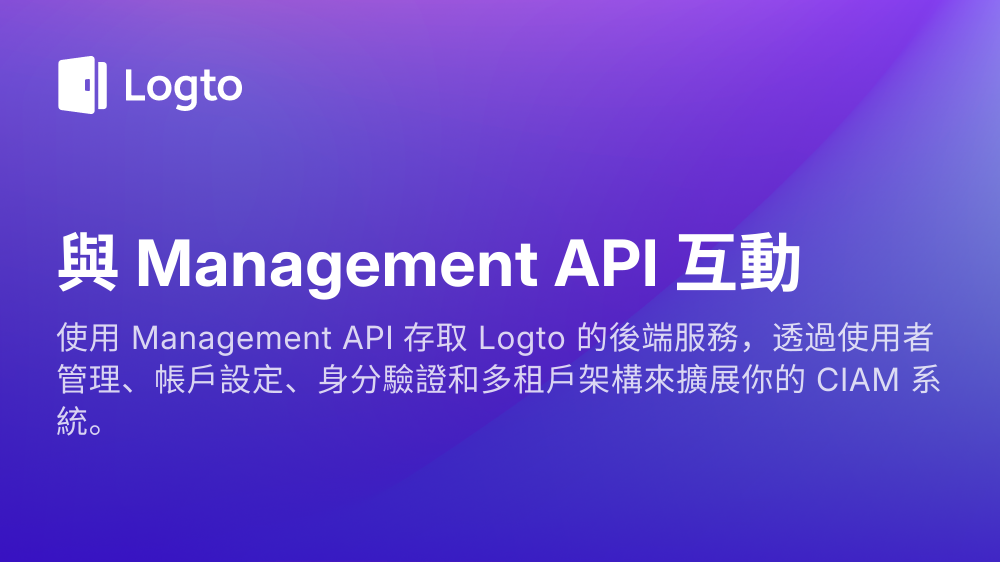 Logto
與 Management API 互動
使用 Management API 存取 Logto 的後端服務，透過使用者
管理、帳戶設定、身分驗證和多租戶架構來擴展你的 CIAM 系
統。